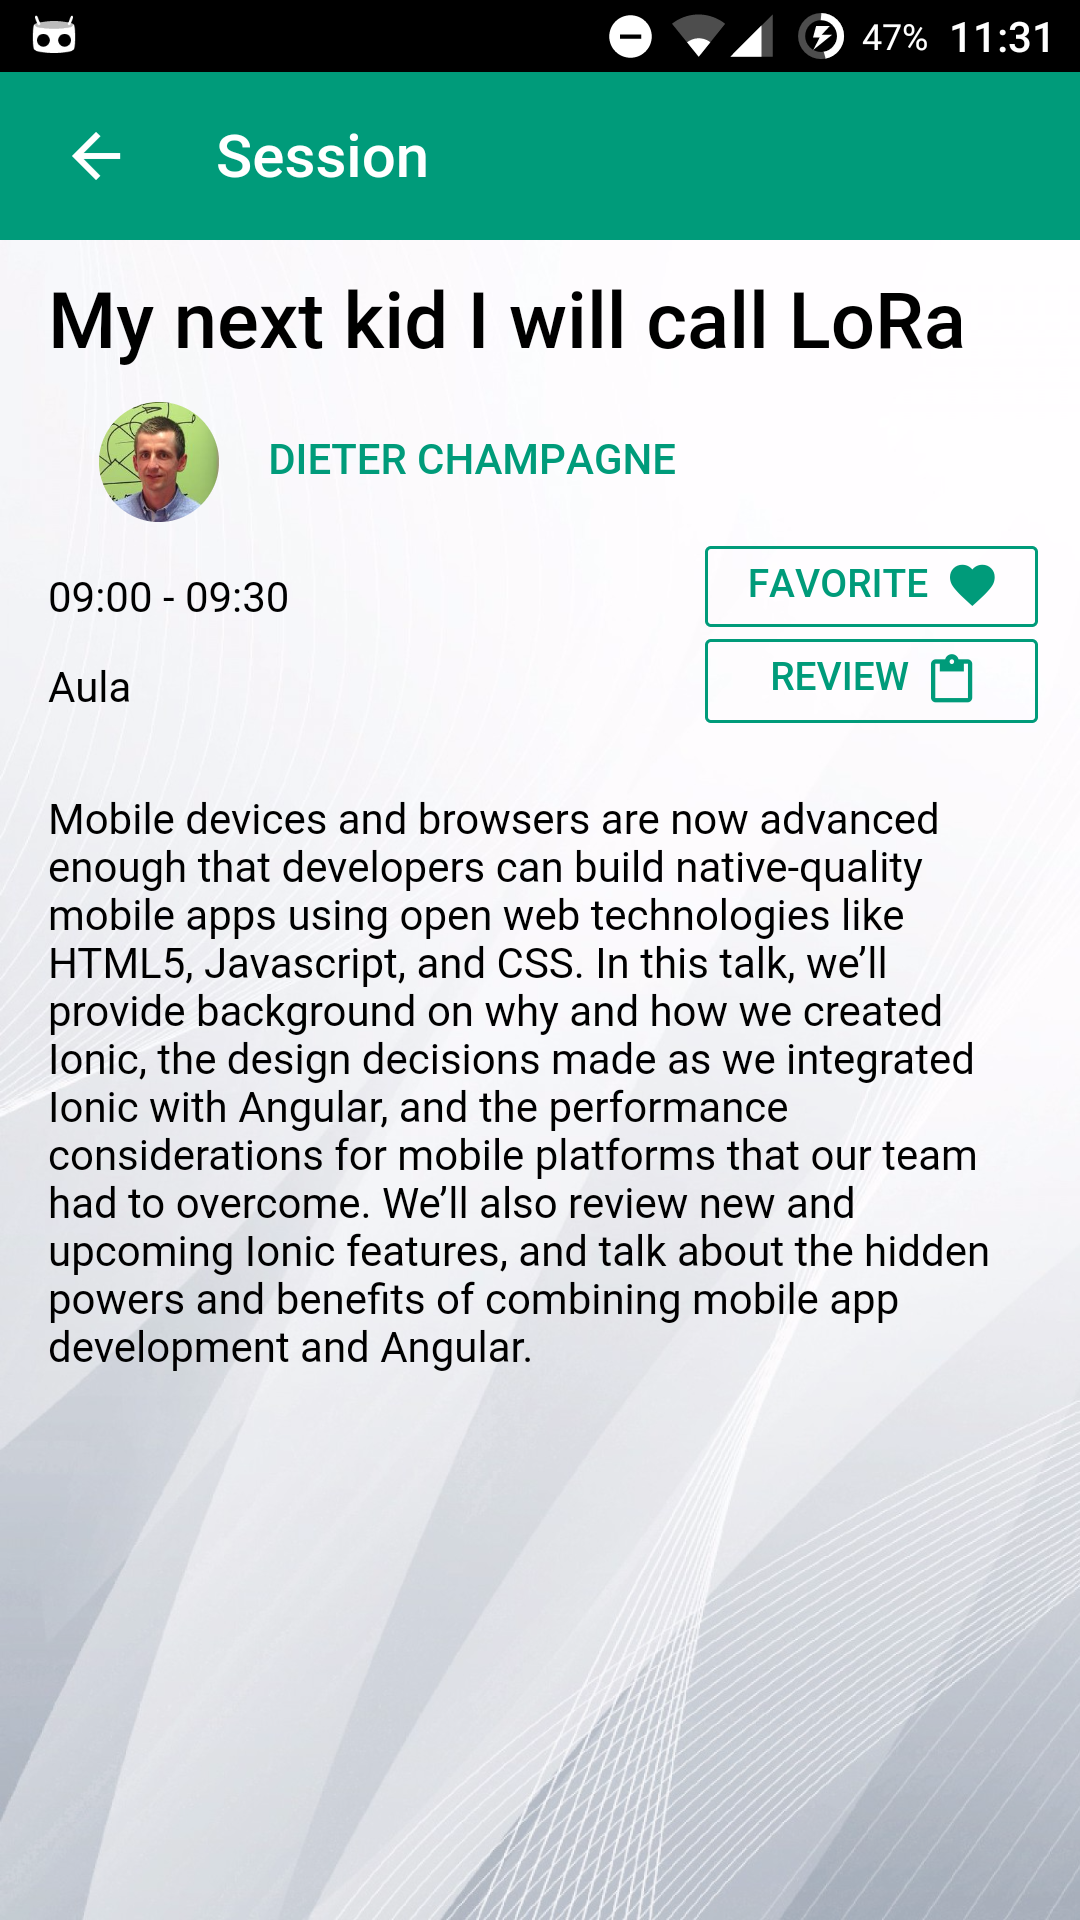 47% 11:31
Session
My next kid I will call LoRa
DIETER CHAMPAGNE
09:00 - 09:30
FAVORITE
Aula
REVIEW
Mobile devices and browsers are now advanced
enough that developers can build native-quality
mobile apps using open web technologies like
HTML5, Javascript, and CSS. In this talk, we’ll
provide background on why and how we created
Ionic, the design decisions made as we integrated
Ionic with Angular, and the performance
considerations for mobile platforms that our team
had to overcome. We’ll also review new and
upcoming Ionic features, and talk about the hidden
powers and benefits of combining mobile app
development and Angular.